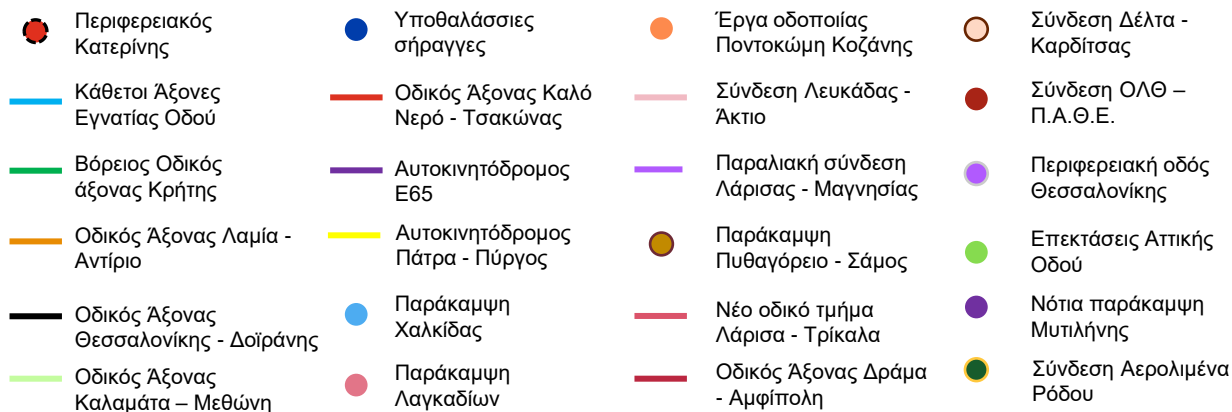 Περιφερειακός
Κατερίνης
Υποθαλάσσιες
σήραγγες
Έργα οδοποιίας
Ποντοκώμη Κοζάνης
Σύνδεση Δέλτα -
Καρδίτσας
Κάθετοι Άξονες
Εγνατίας Οδού
Οδικός Άξονας Καλό
Νερό - Τσακώνας
Σύνδεση Λευκάδας -
Άκτιο
Σύνδεση ΟΛΘ –
Π.Α.Θ.Ε.
Βόρειος Οδικός
άξονας Κρήτης
Αυτοκινητόδρομος
Ε65
Παραλιακή σύνδεση
Λάρισας - Μαγνησίας
Περιφερειακή οδός
Θεσσαλονίκης
Οδικός Άξονας Λαμία -
Αντίριο
Αυτοκινητόδρομος
Πάτρα - Πύργος
Παράκαμψη
Πυθαγόρειο - Σάμος
Επεκτάσεις Αττικής
Οδού
Οδικός Άξονας
Θεσσαλονίκης - Δοϊράνης
Παράκαμψη
Χαλκίδας
Νέο οδικό τμήμα
Λάρισα - Τρίκαλα
Νότια παράκαμψη
Μυτιλήνης
Οδικός Άξονας
Καλαμάτα – Μεθώνη
Παράκαμψη
Λαγκαδίων
Οδικός Άξονας Δράμα
- Αμφίπολη
Σύνδεση Αερολιμένα
Ρόδου